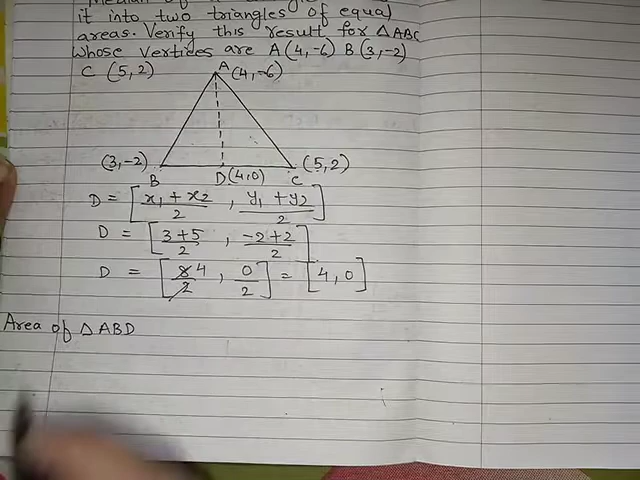 Median of a
it into two triangles of equal
areas. Verify this result for △ABC
whose vertices are A(4,-6) B(3,-2)
C (5,2)
A (4,-6)
(3,-2)
B
D(4,0)
C
(5,2)
D = [x₁ + x₂/2 , y₁ + y₂/2]
D = [3+5/2 , -2+2/2]
D = [8 4/2 , 0/2] = [4,0]
Area of △ABD